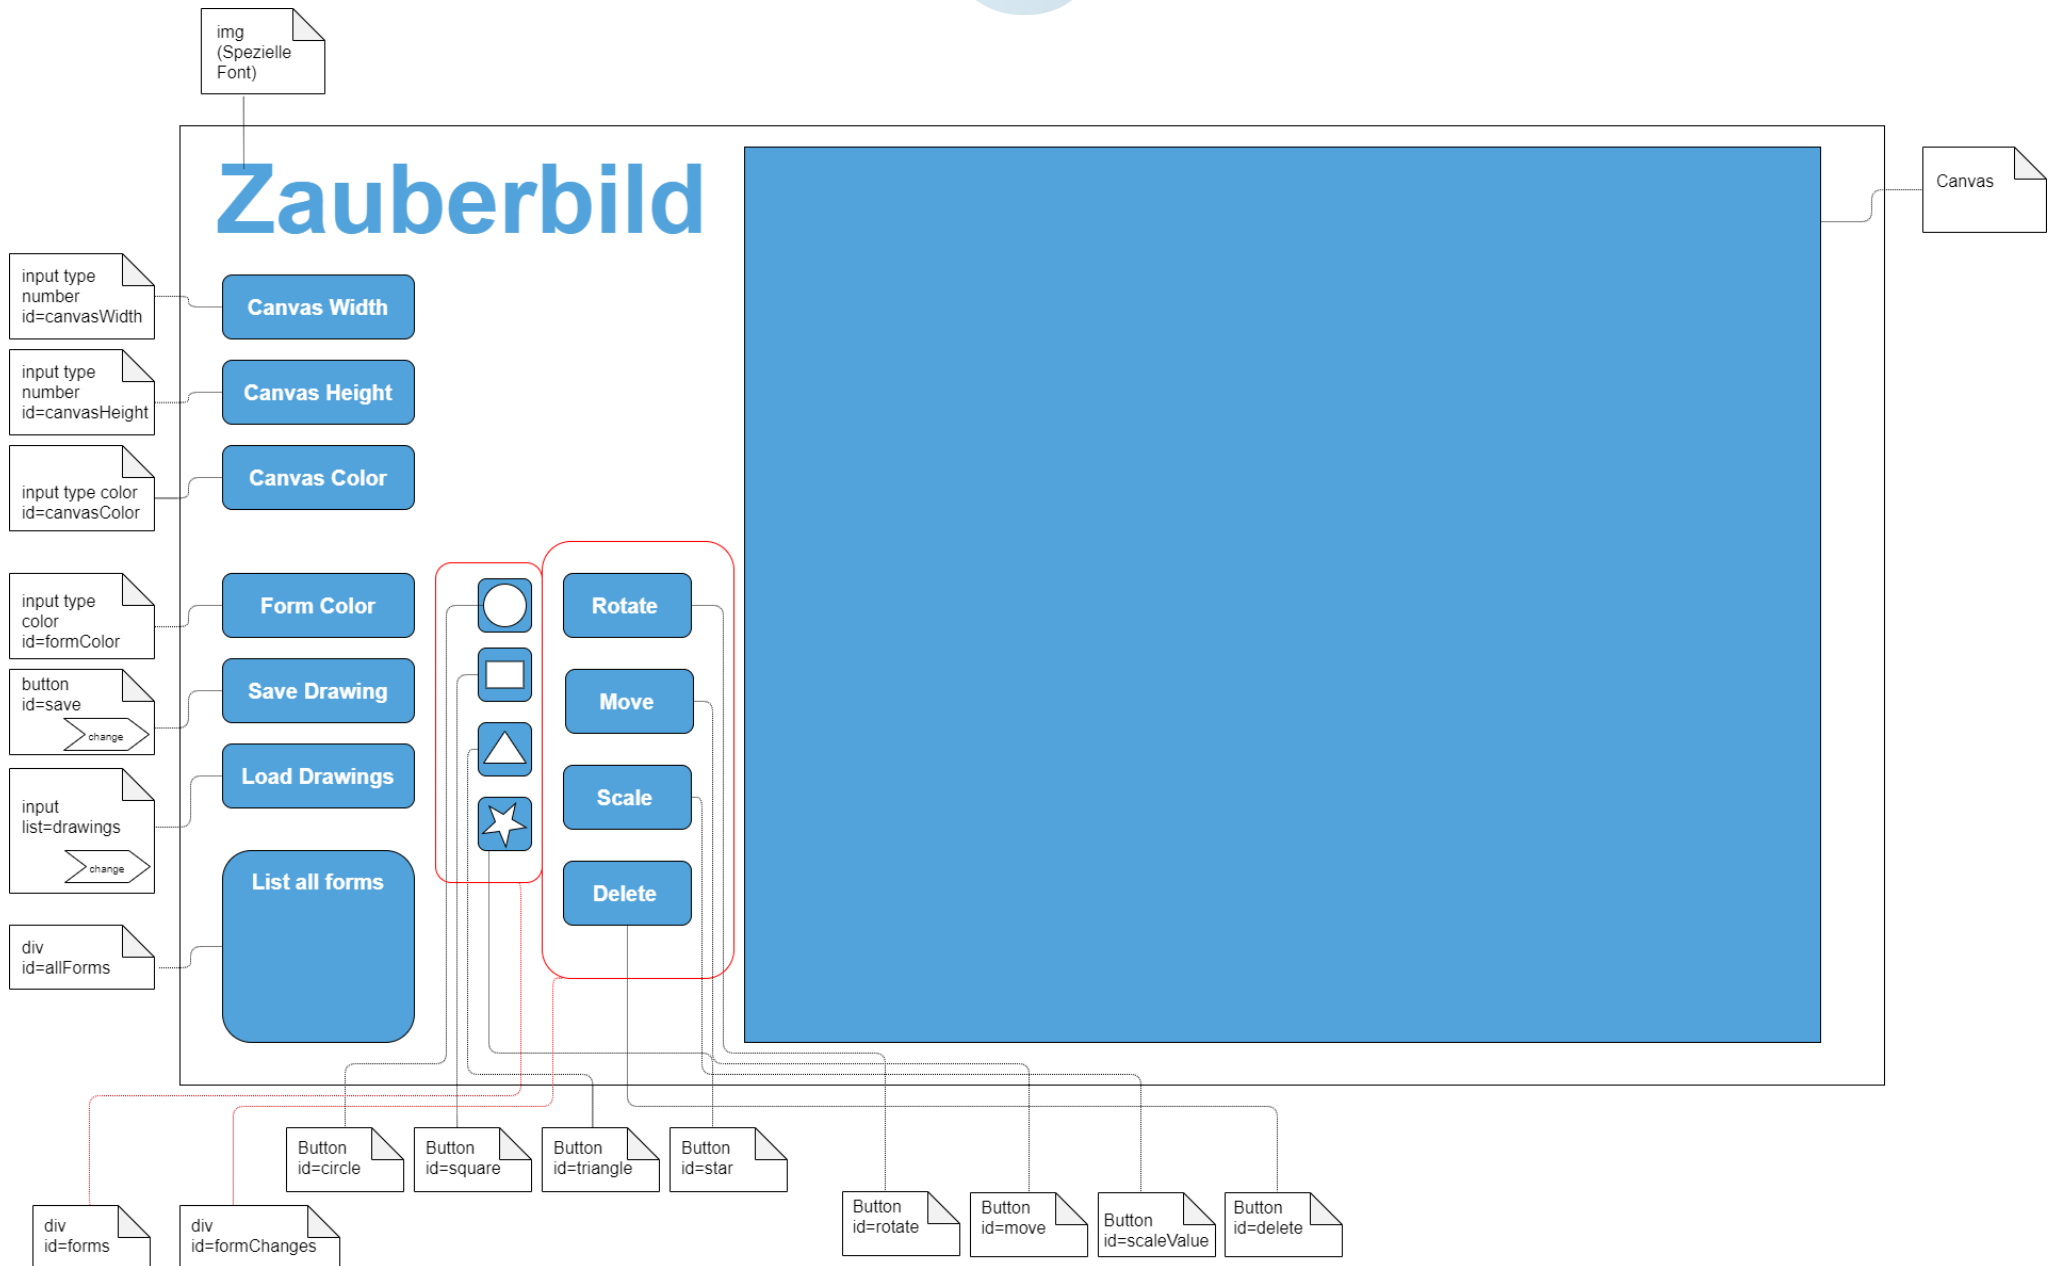 img
(Spezielle
Font)
Zauberbild
Canvas
input type
number
id=canvasWidth
Canvas Width
input type
number
id=canvasHeight
Canvas Height
input type color
id=canvasColor
Canvas Color
input type
color
id=formColor
Form Color
Rotate
button
id=save
change
Save Drawing
Move
input
list=drawings
change
Load Drawings
Scale
List all forms
Delete
div
id=allForms
Button
id=circle
Button
id=square
Button
id=triangle
Button
id=star
div
id=forms
div
id=formChanges
Button
id=rotate
Button
id=move
Button
id=scaleValue
Button
id=delete